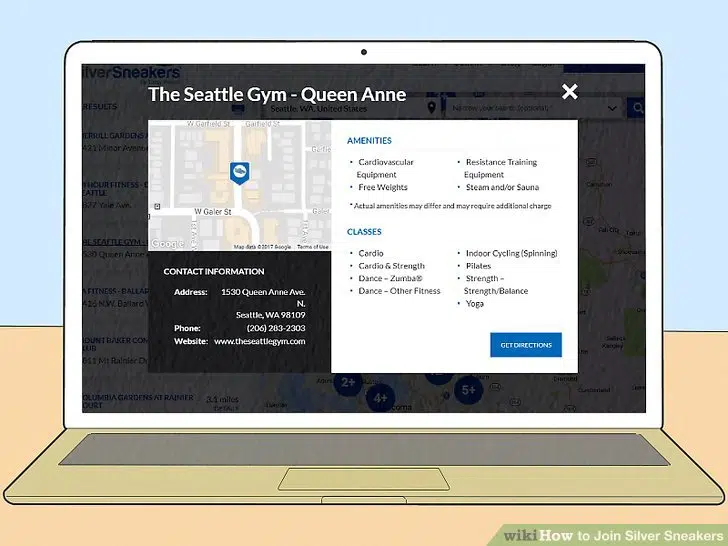 SilverSneakers
RESULTS
Seattle, WA, United States
The Seattle Gym - Queen Anne
W Garfield St
Garfield St
W Galer St
Google
Map data ©2017 Google
Terms of Use
CONTACT INFORMATION
Address: 1530 Queen Anne Ave.
N.
Seattle, WA 98109
Phone: (206) 283-2303
Website: www.theseattlegym.com
AMENITIES
• Cardiovascular
Equipment
• Free Weights
• Resistance Training
Equipment
• Steam and/or Sauna
* Actual amenities may differ and may require additional charge
CLASSES
• Cardio
• Cardio & Strength
• Dance – Zumba®
• Dance – Other Fitness
• Indoor Cycling (Spinning)
• Pilates
• Strength –
Strength/Balance
• Yoga
GET DIRECTIONS
3.1 miles
2+
4+
5+
wikiHow to Join Silver Sneakers